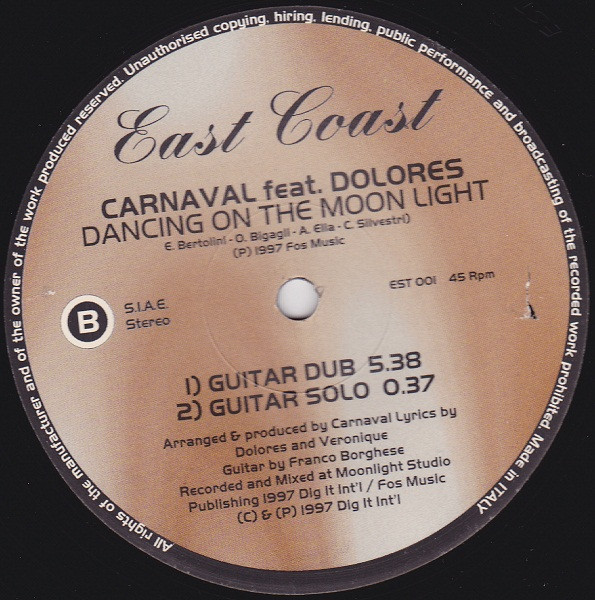 All rights of the manufacturer and of the owner of the work produced reserved. Unauthorised copying, hiring, lending, public performance and broadcasting of the recorded work prohibited. Made in ITALY
East Coast
CARNAVAL feat. DOLORES
DANCING ON THE MOON LIGHT
E. Bertolini - O. Bigagli - A. Ella - C. Silvestri)
(P) 1997 Fos Music
EST 001 45 Rpm
B
S.I.A.E.
Stereo
1) GUITAR DUB 5.38
2) GUITAR SOLO 0.37
Arranged & produced by Carnaval Lyrics by
Dolores and Veronique
Guitar by Franco Borghese
Recorded and Mixed at Moonlight Studio
Publishing 1997 Dig It Int'l / Fos Music
(C) & (P) 1997 Dig It Int'l